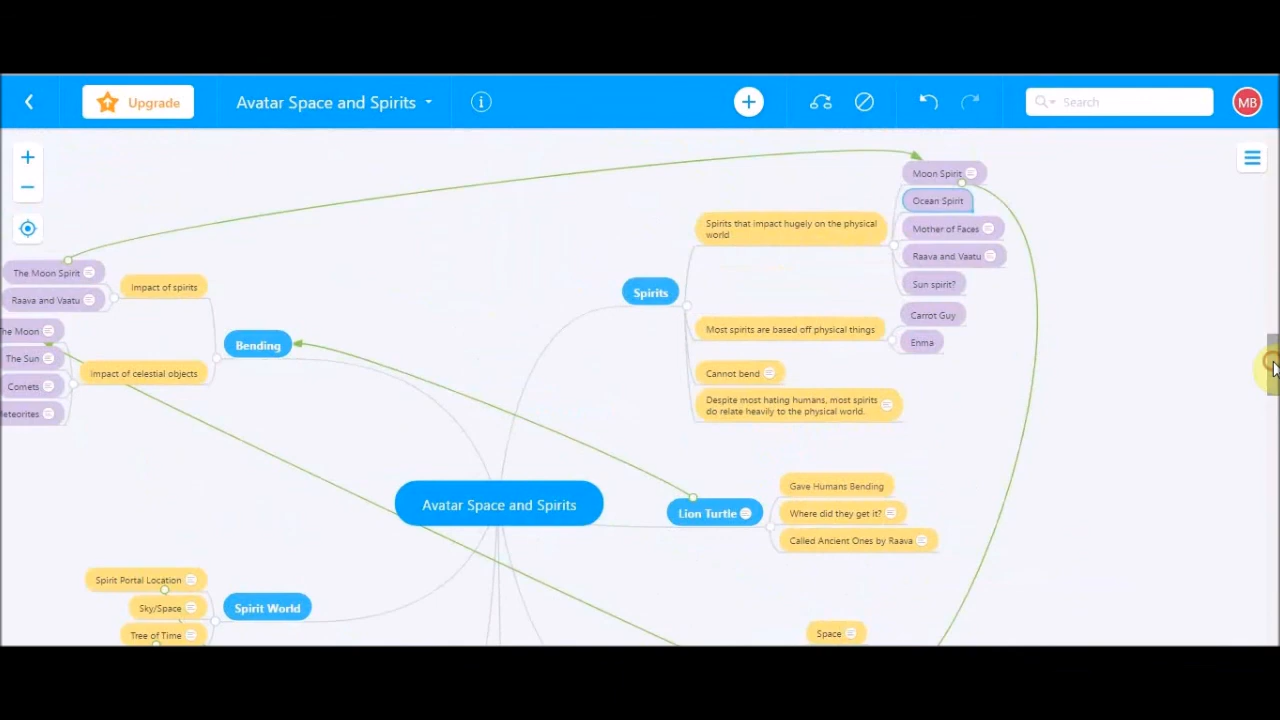 Upgrade
Avatar Space and Spirits
Search
MB
Moon Spirit
Ocean Spirit
Mother of Faces
Raava and Vaatu
Sun spirit?
Spirits that impact hugely on the physical
world
Spirits
Most spirits are based off physical things
Carrot Guy
Enma
Cannot bend
Despite most hating humans, most spirits
do relate heavily to the physical world.
The Moon Spirit
Raava and Vaatu
Impact of spirits
The Moon
The Sun
Comets
Meteorites
Impact of celestial objects
Bending
Avatar Space and Spirits
Lion Turtle
Gave Humans Bending
Where did they get it?
Called Ancient Ones by Raava
Spirit Portal Location
Sky/Space
Tree of Time
Spirit World
Space